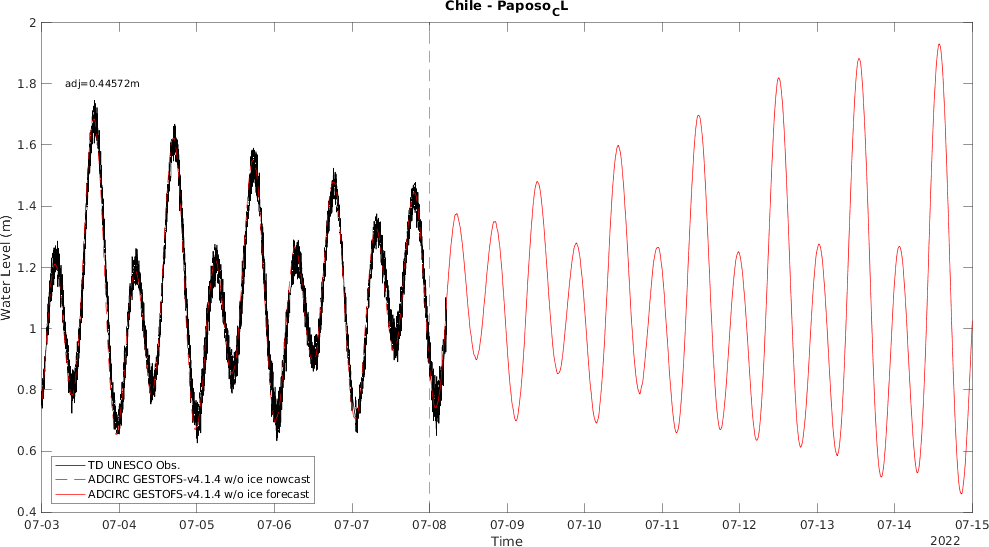 Chile - PaposoCL
adj=0.44572m
2
1.8
1.6
1.4
1.2
1
0.8
0.6
0.4
Water Level (m)
TD UNESCO Obs.
ADCIRC GESTOFS-v4.1.4 w/o ice nowcast
ADCIRC GESTOFS-v4.1.4 w/o ice forecast
07-03 07-04 07-05 07-06 07-07 07-08 07-09 07-10 07-11 07-12 07-13 07-14 07-15
Time
2022